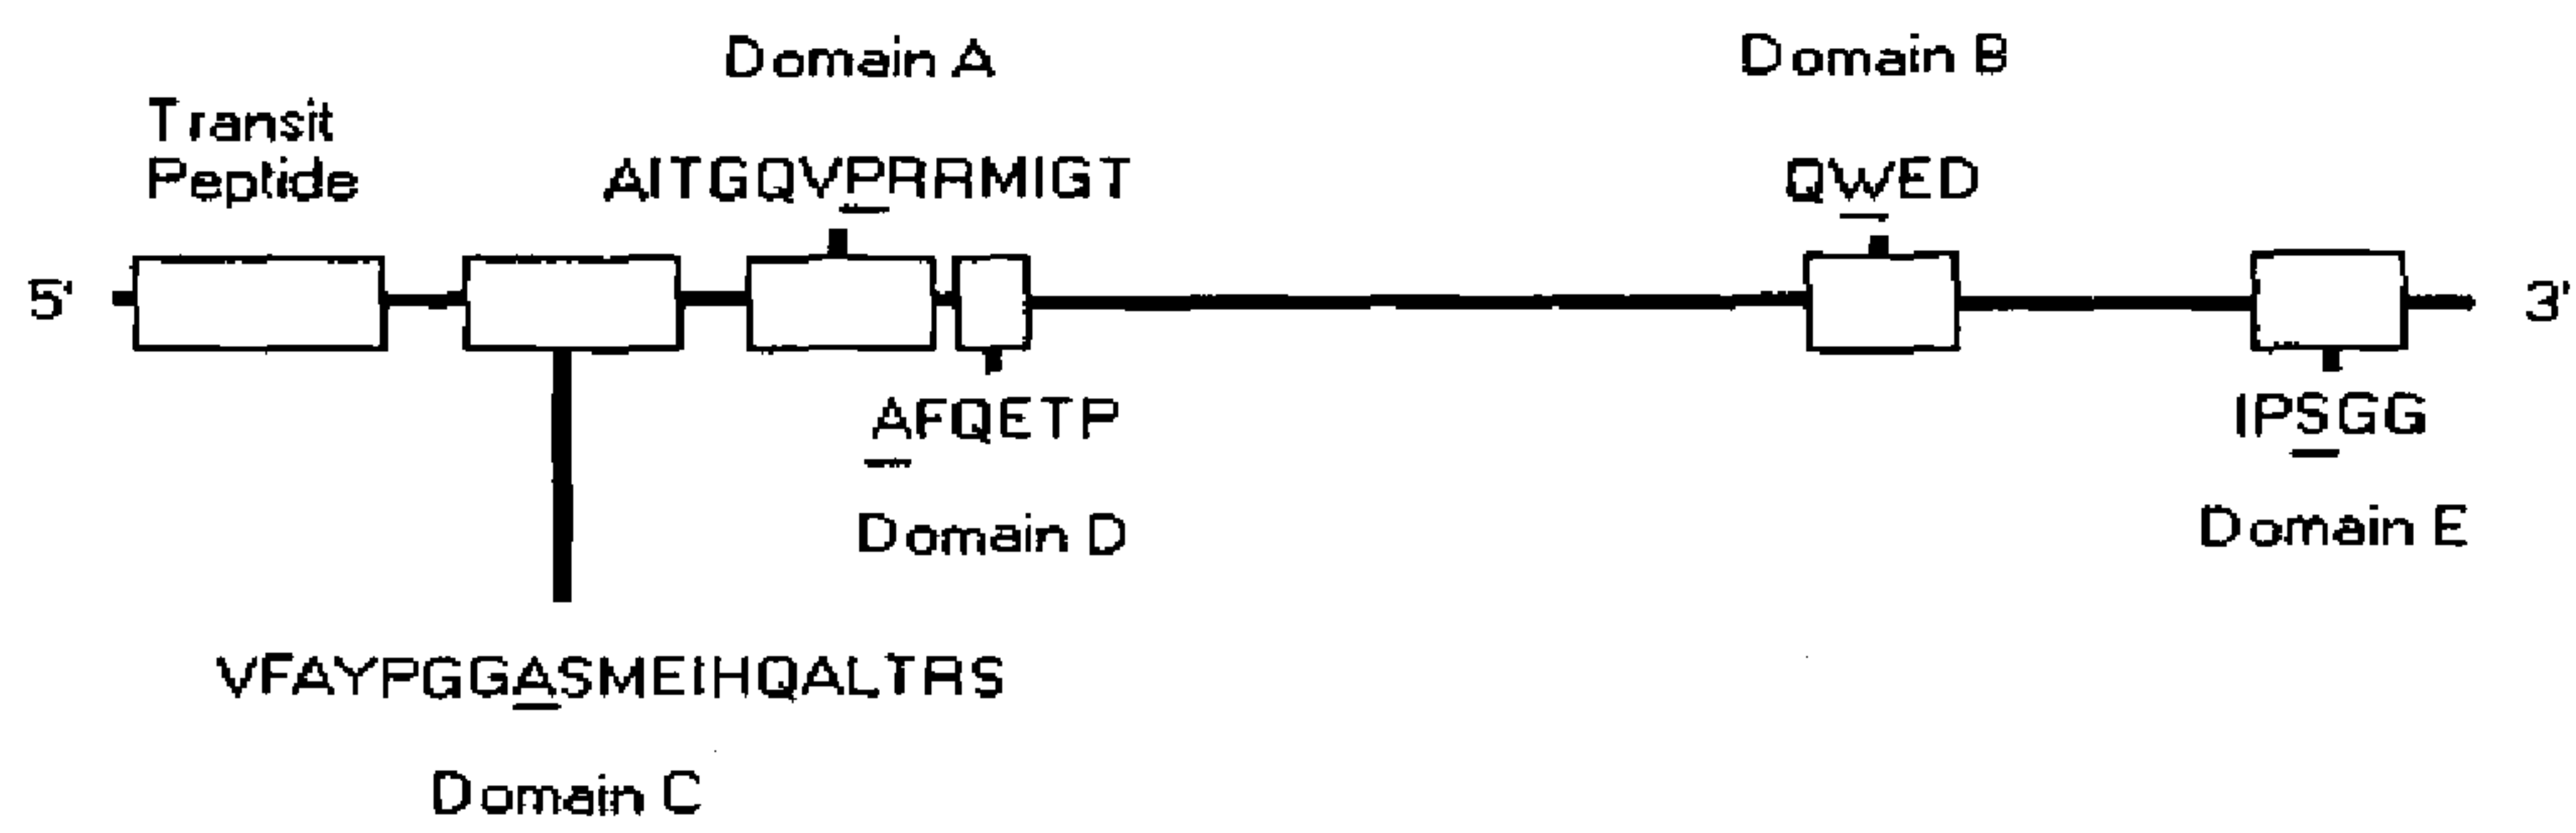 Domain A
Domain B
Transit
Peptide
AITGQVPRRMIGT
QWED
5'
3'
AFQETP
IPSGG
Domain D
Domain E
VFAYPGGASMEIHQALTRS
Domain C